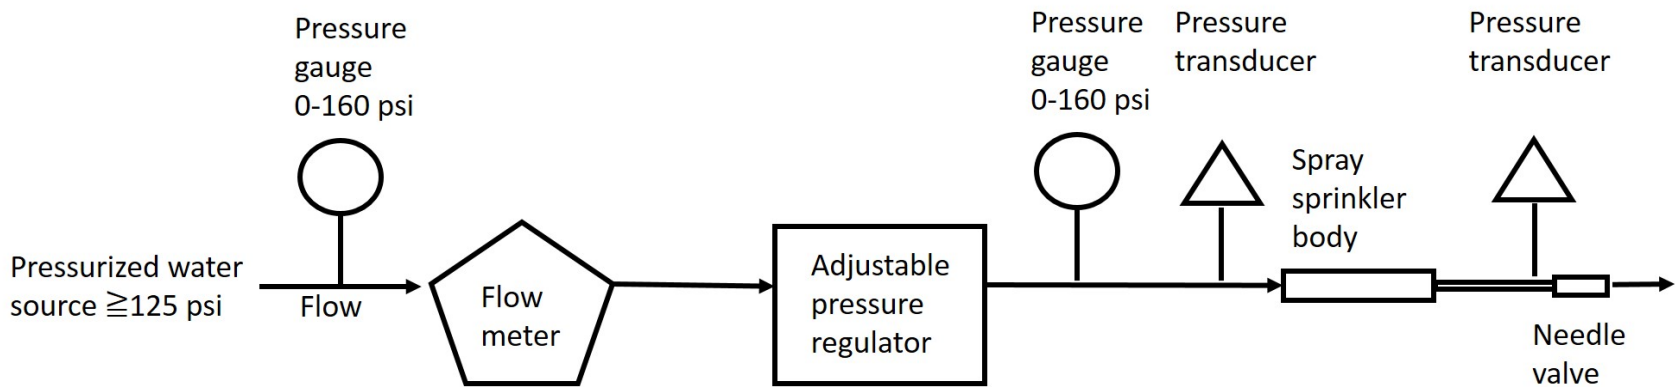 Pressure
gauge
0-160 psi
Pressure
gauge
0-160 psi
Pressure
transducer
Pressure
transducer
Spray
sprinkler
body
Pressurized water
source ≧125 psi
Flow
Flow
meter
Adjustable
pressure
regulator
Needle
valve